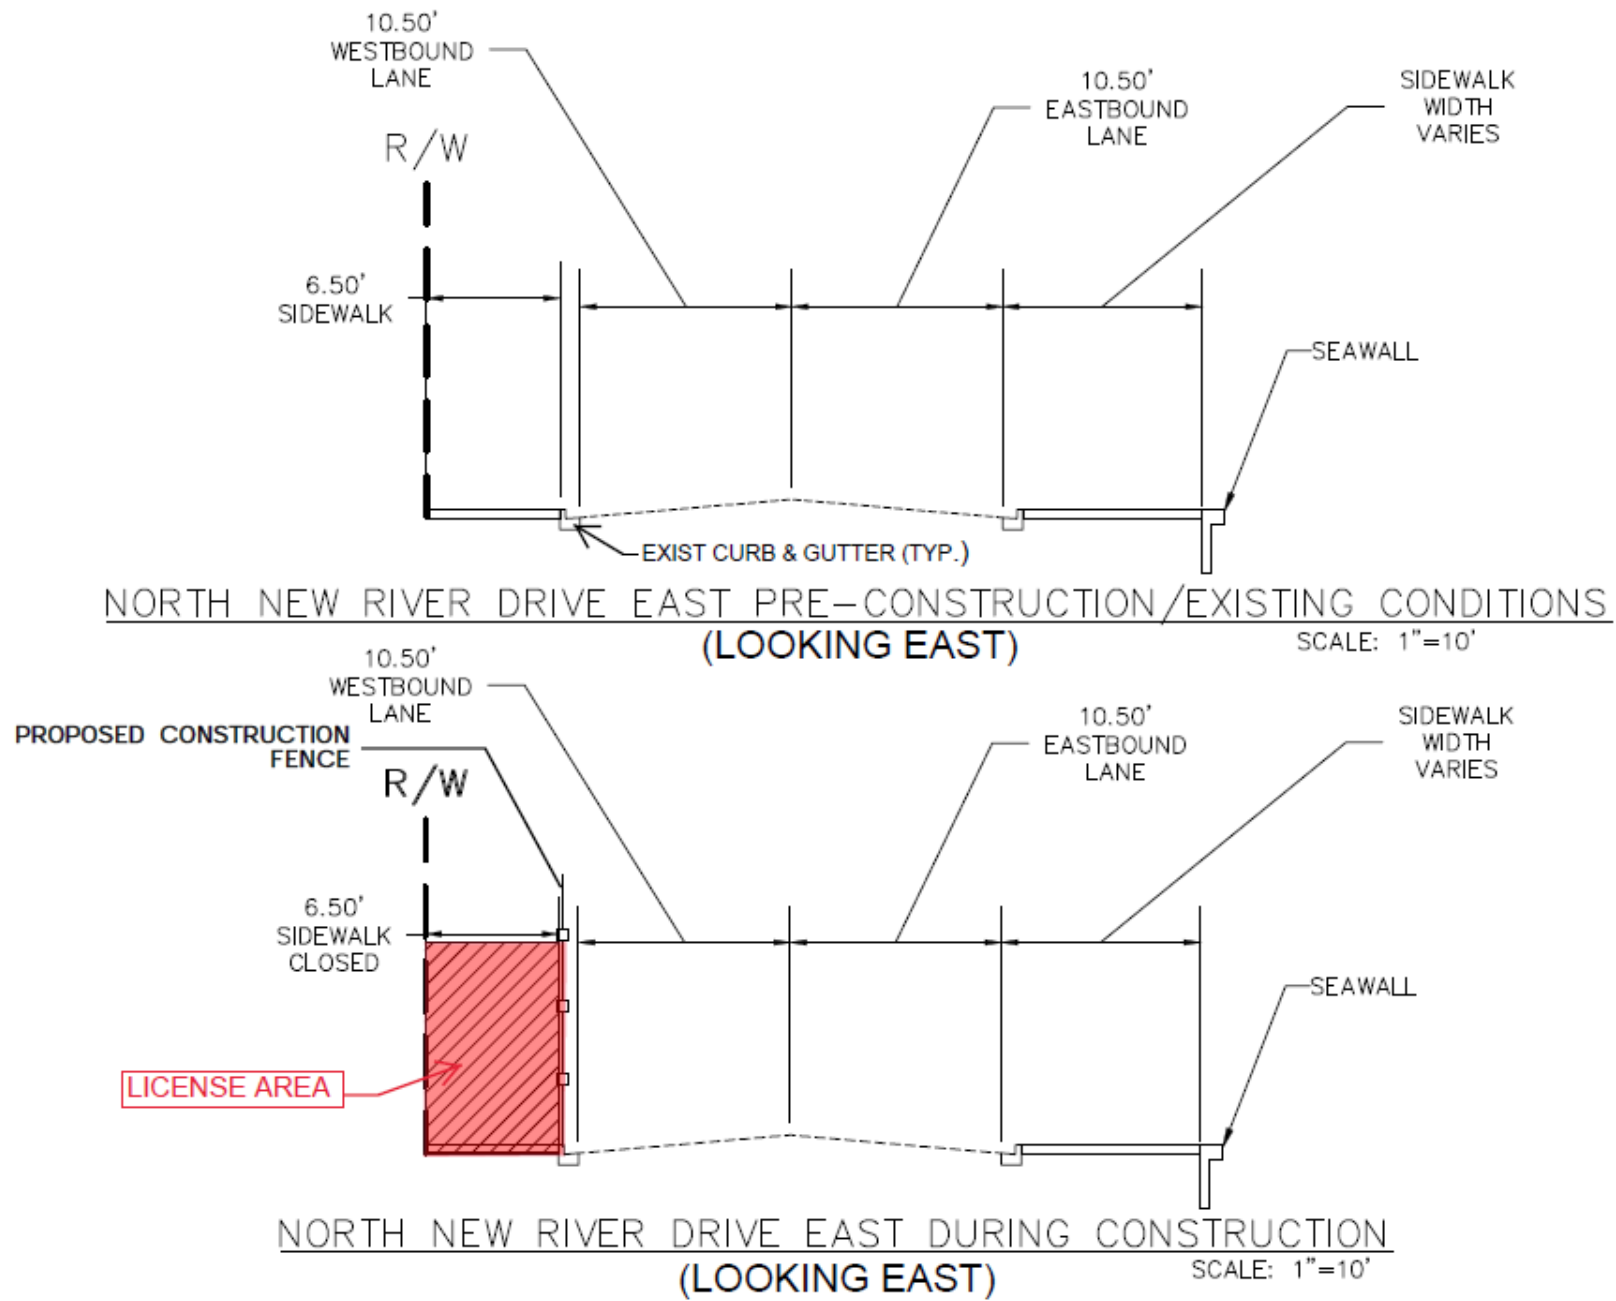 10.50'
WESTBOUND
LANE
10.50'
EASTBOUND
LANE
SIDEWALK
WIDTH
VARIES
R/W
6.50'
SIDEWALK
SEAWALL
EXIST CURB & GUTTER (TYP.)
NORTH NEW RIVER DRIVE EAST PRE-CONSTRUCTION/EXISTING CONDITIONS
(LOOKING EAST)
SCALE: 1"=10'
10.50'
WESTBOUND
LANE
10.50'
EASTBOUND
LANE
SIDEWALK
WIDTH
VARIES
PROPOSED CONSTRUCTION
FENCE
R/W
6.50'
SIDEWALK
CLOSED
SEAWALL
LICENSE AREA
NORTH NEW RIVER DRIVE EAST DURING CONSTRUCTION
(LOOKING EAST)
SCALE: 1"=10'